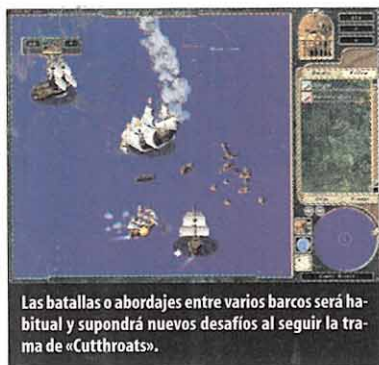 Las batallas o abordajes entre varios barcos será ha-
bitual y supondrá nuevos desafíos al seguir la tra-
ma de «Cutthroats».